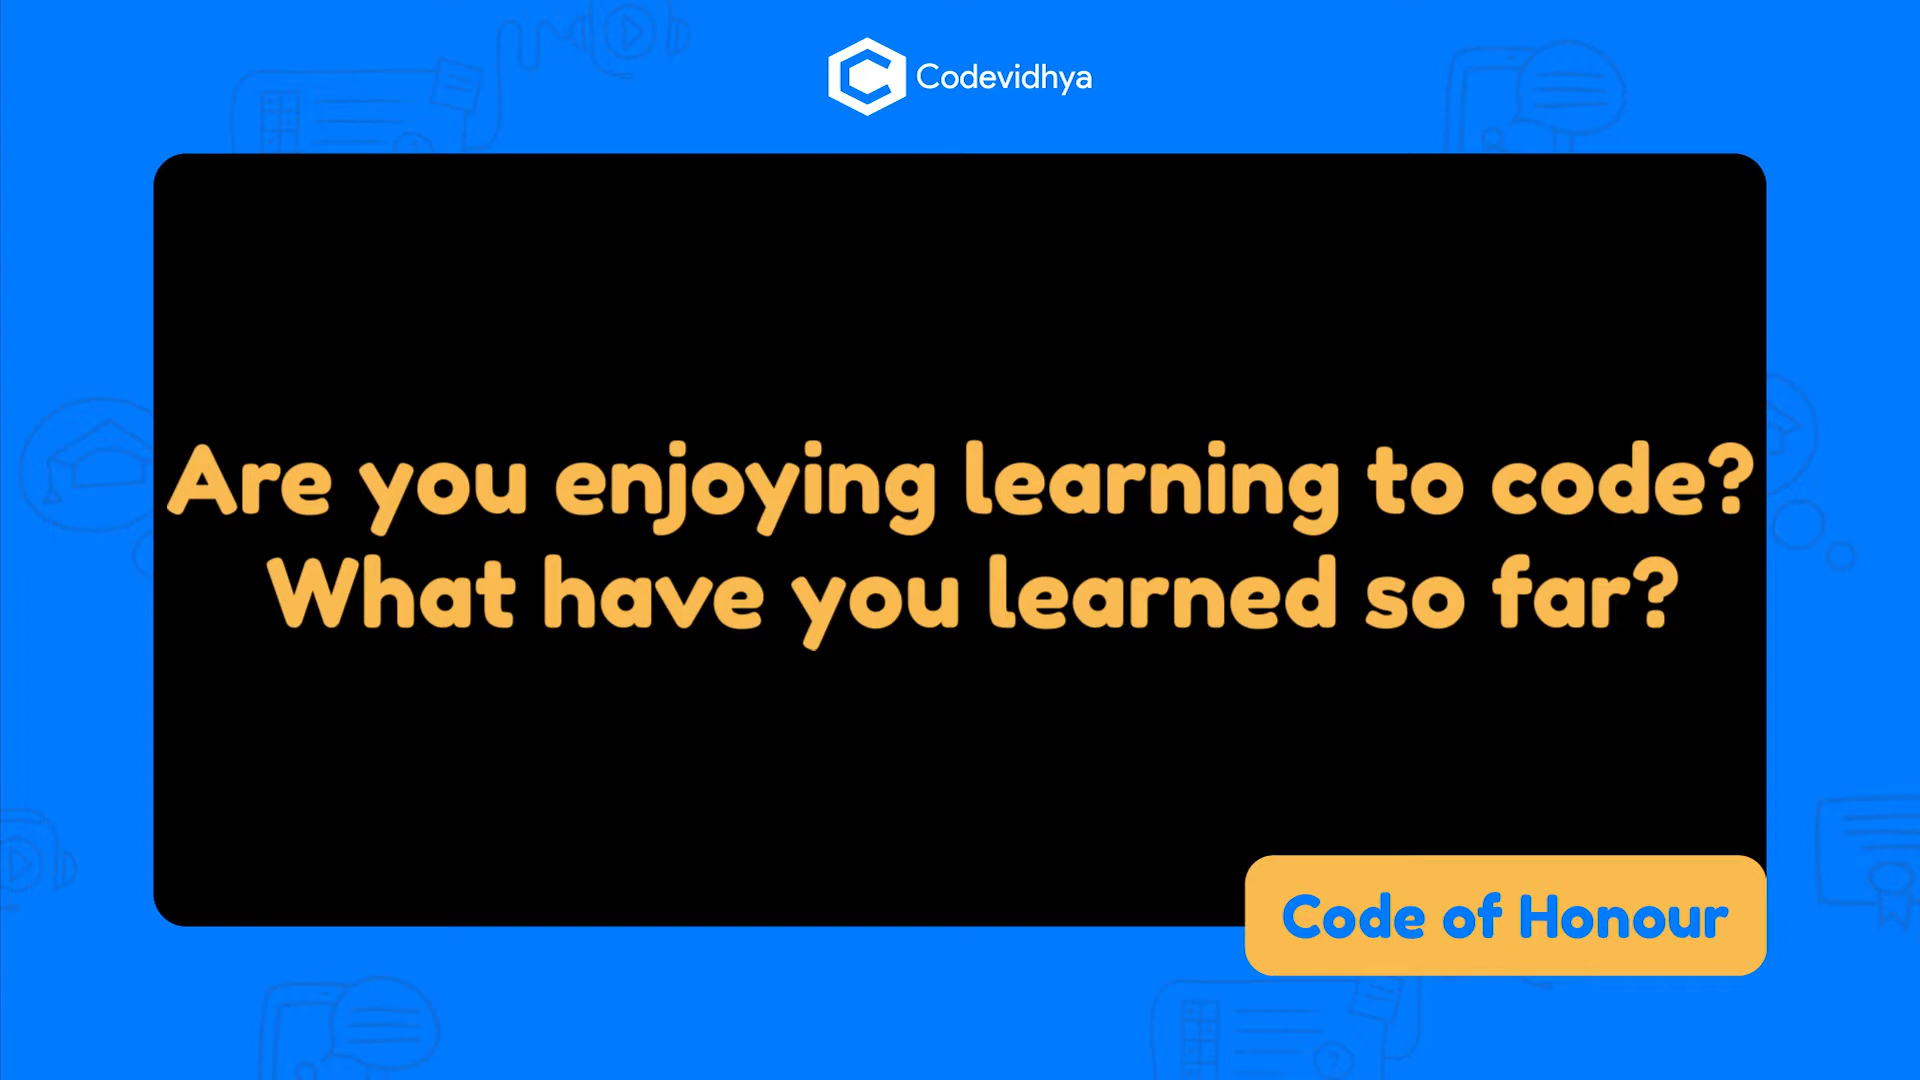 Codevidhya
Are you enjoying learning to code?
What have you learned so far?
Code of Honour